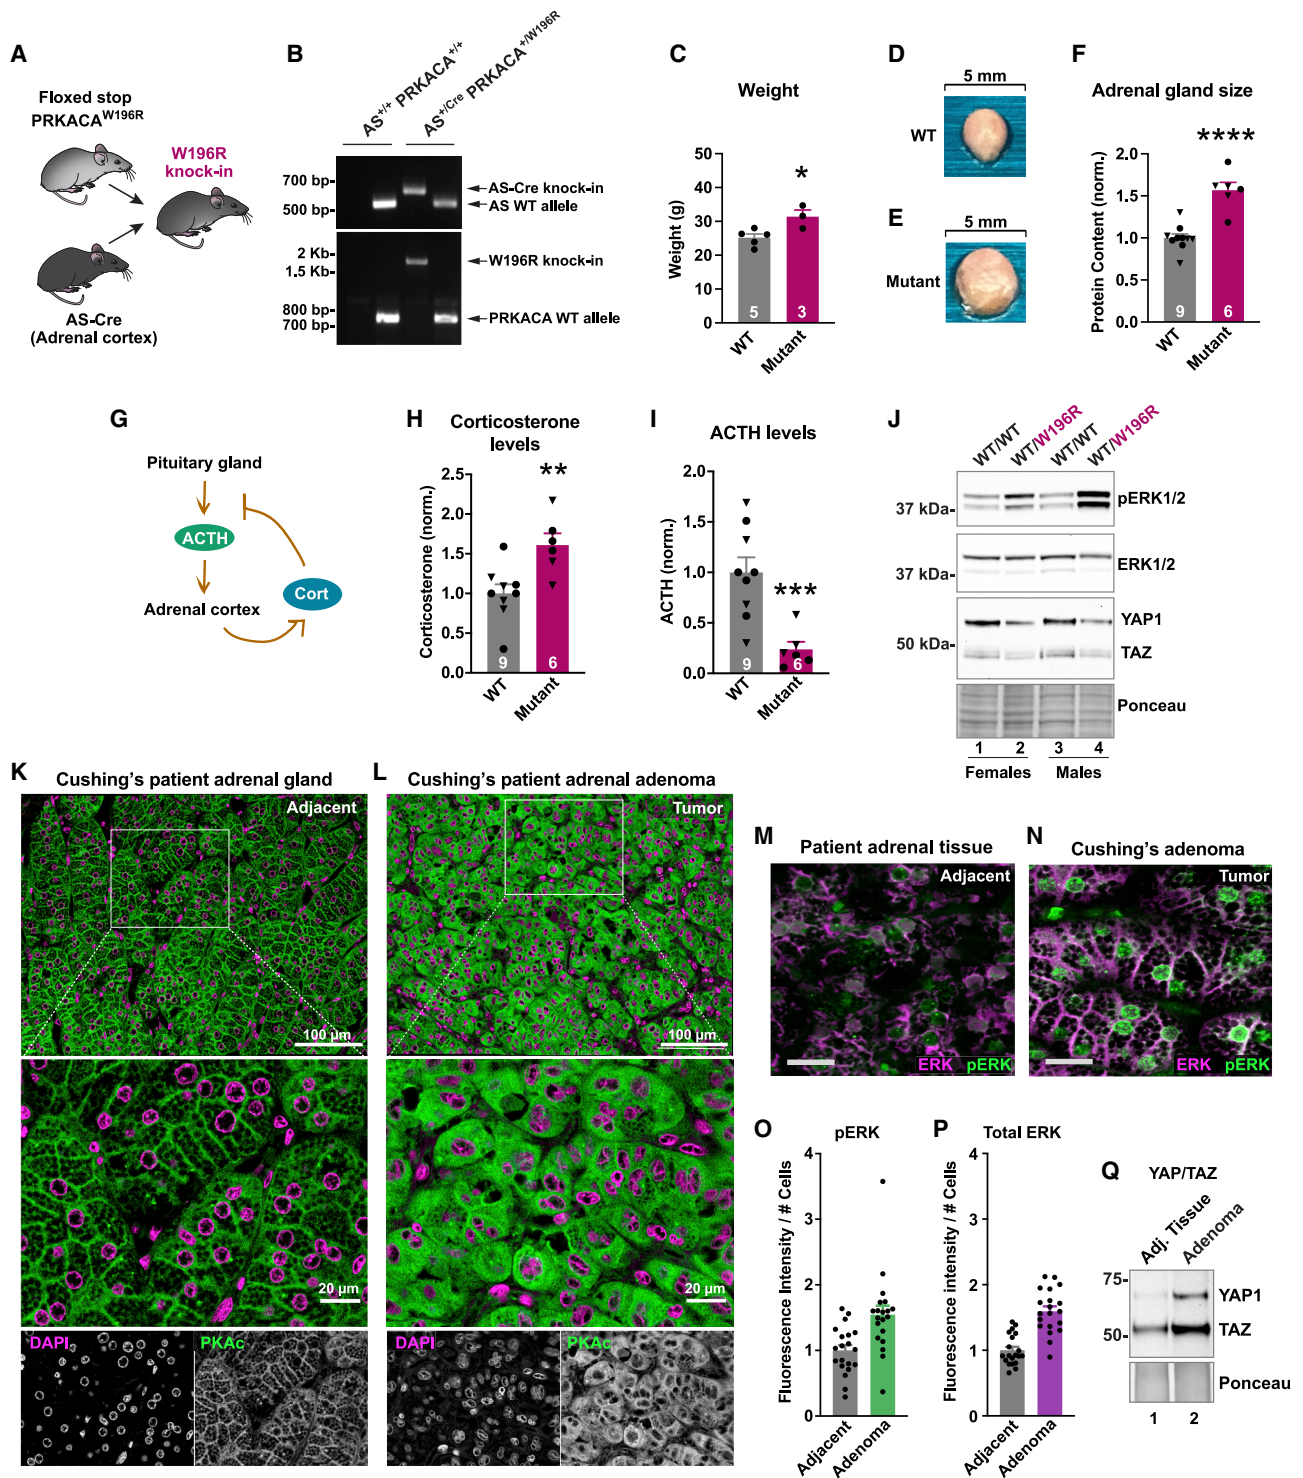 A
Floxed stop
PRKACA^W196R
W196R
knock-in
AS-Cre
(Adrenal cortex)
B
AS^+/+ PRKACA^+/+
AS^+/Cre PRKACA^+/W196R
700 bp
500 bp
AS-Cre knock-in
AS WT allele
2 Kb
1.5 Kb
800 bp
700 bp
W196R knock-in
PRKACA WT allele
C
Weight
*
Weight (g)
50
40
30
20
10
0
5
3
WT
Mutant
D
5 mm
WT
E
5 mm
Mutant
F
Adrenal gland size
****
Protein Content (norm.)
2.0
1.5
1.0
0.5
0.0
9
6
WT
Mutant
G
Pituitary gland
ACTH
Adrenal cortex
Cort
H
Corticosterone
levels
**
Corticosterone (norm.)
2.5
2.0
1.5
1.0
0.5
0.0
9
6
WT
Mutant
I
ACTH levels
***
ACTH (norm.)
2.0
1.5
1.0
0.5
0.0
9
6
WT
Mutant
J
WT/WT
WT/W196R
WT/WT
WT/W196R
37 kDa-
pERK1/2
37 kDa-
ERK1/2
50 kDa-
YAP1
TAZ
Ponceau
1 2 3 4
Females Males
K
Cushing's patient adrenal gland
Adjacent
100 µm
20 µm
DAPI
PKAc
L
Cushing's patient adrenal adenoma
Tumor
100 µm
20 µm
DAPI
PKAc
M
Patient adrenal tissue
Adjacent
ERK pERK
N
Cushing's adenoma
Tumor
ERK pERK
O
pERK
Fluorescence Intensity / # Cells
4
3
2
1
0
Adjacent
Adenoma
P
Total ERK
Fluorescence intensity / # Cells
4
3
2
1
0
Adjacent
Adenoma
Q
YAP/TAZ
Adj. Tissue
Adenoma
75-
50-
YAP1
TAZ
Ponceau
1 2